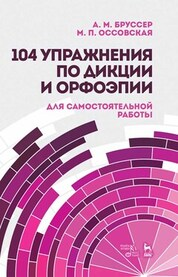 А. М. БРУССЕР
М. П. ОССОВСКАЯ
104 УПРАЖНЕНИЯ
ПО ДИКЦИИ
И ОРФОЭПИИ
ДЛЯ САМОСТОЯТЕЛЬНОЙ
РАБОТЫ